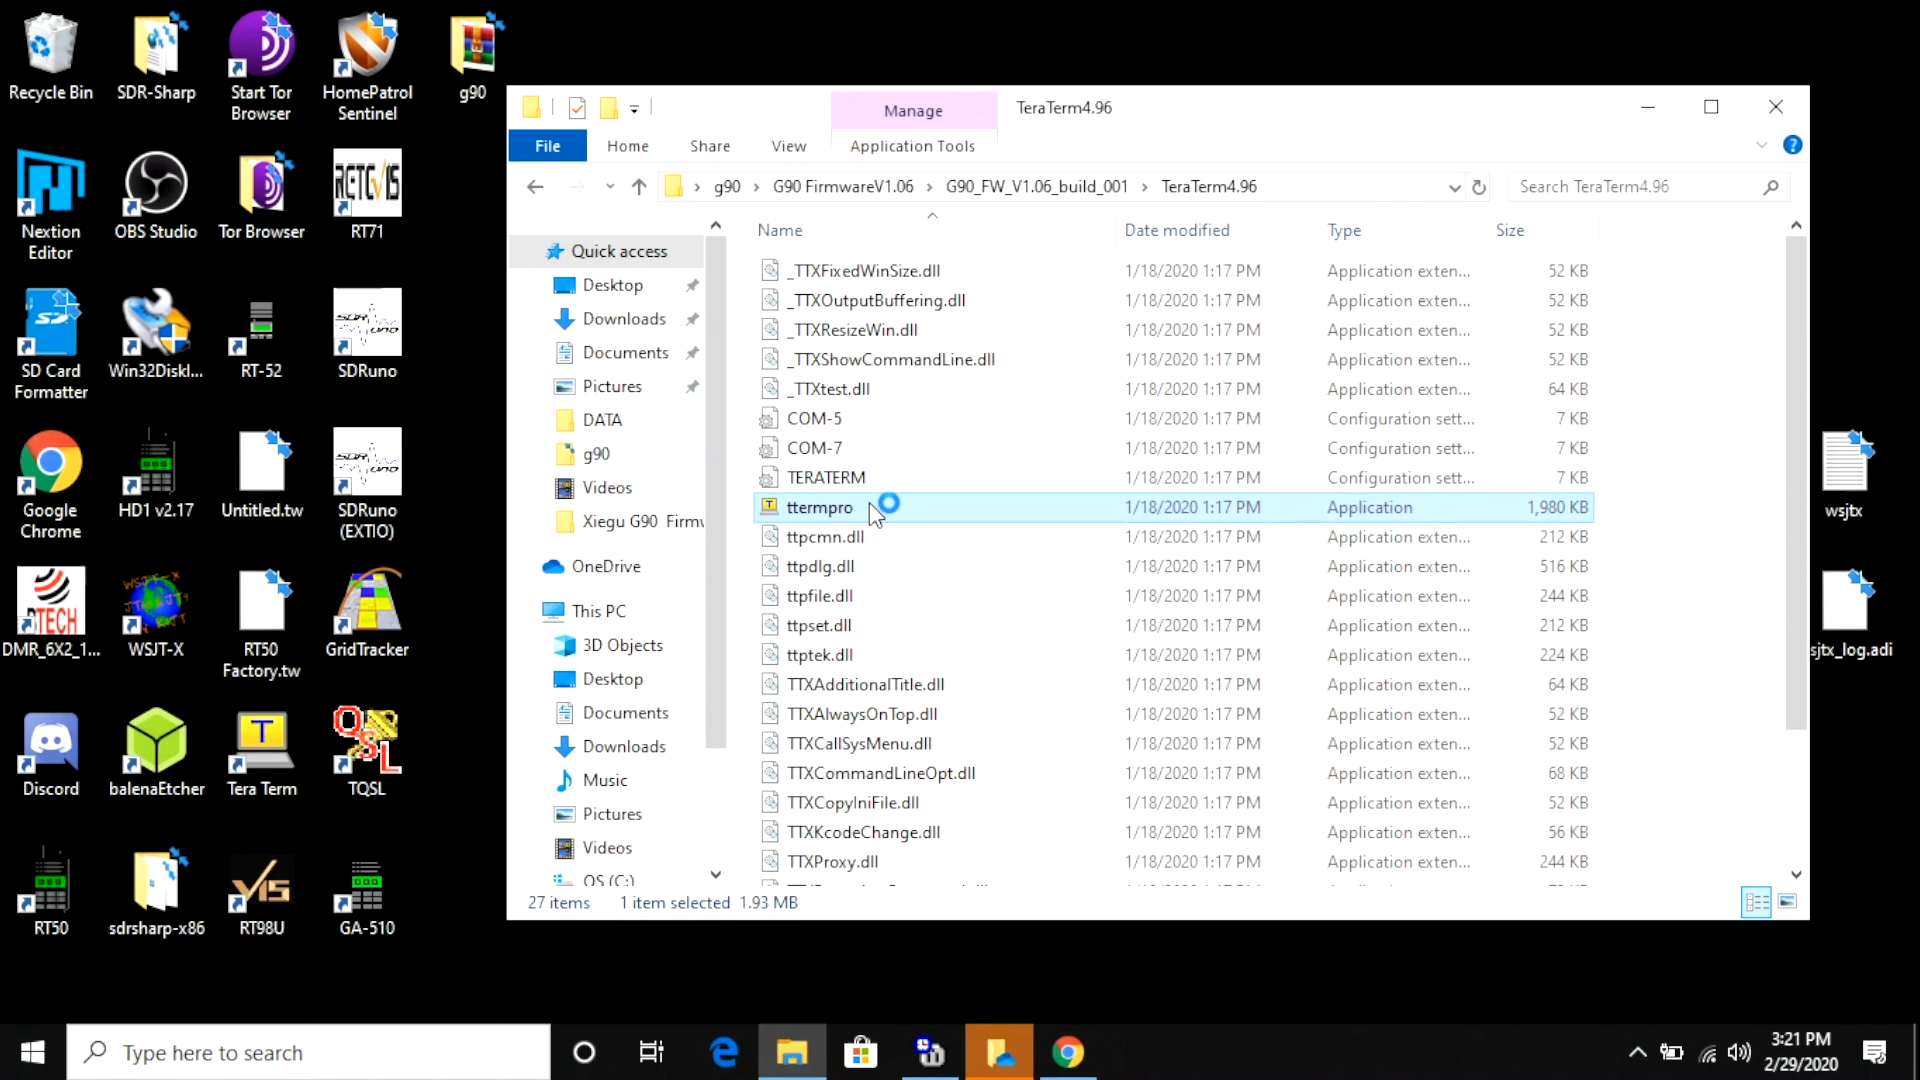 Recycle Bin
SDR-Sharp
Start Tor
Browser
HomePatrol
Sentinel
g90
Nextion
Editor
OBS Studio
Tor Browser
RETEVIS
RT71
SD Card
Formatter
Win32DiskI...
RT-52
SDRuno
Google
Chrome
HD1 v2.17
Untitled.tw
SDRuno
(EXTIO)
DMR_6X2_1...
WSJT-X
RT50
Factory.tw
GridTracker
Discord
balenaEtcher
Tera Term
TQSL
RT50
sdrsharp-x86
RT98U
GA-510
wsjtx
sjtx_log.adi
Manage
TeraTerm4.96
File
Home
Share
View
Application Tools
g90 › G90 FirmwareV1.06 › G90_FW_V1.06_build_001 › TeraTerm4.96
Search TeraTerm4.96
Quick access
Desktop
Downloads
Documents
Pictures
DATA
g90
Videos
Xiegu G90 Firmw
OneDrive
This PC
3D Objects
Desktop
Documents
Downloads
Music
Pictures
Videos
OS (C:)
Name Date modified Type Size
_TTXFixedWinSize.dll 1/18/2020 1:17 PM Application exten... 52 KB
_TTXOutputBuffering.dll 1/18/2020 1:17 PM Application exten... 52 KB
_TTXResizeWin.dll 1/18/2020 1:17 PM Application exten... 52 KB
_TTXShowCommandLine.dll 1/18/2020 1:17 PM Application exten... 52 KB
_TTXtest.dll 1/18/2020 1:17 PM Application exten... 64 KB
COM-5 1/18/2020 1:17 PM Configuration sett... 7 KB
COM-7 1/18/2020 1:17 PM Configuration sett... 7 KB
TERATERM 1/18/2020 1:17 PM Configuration sett... 7 KB
ttermpro 1/18/2020 1:17 PM Application 1,980 KB
ttpcmn.dll 1/18/2020 1:17 PM Application exten... 212 KB
ttpdlg.dll 1/18/2020 1:17 PM Application exten... 516 KB
ttpfile.dll 1/18/2020 1:17 PM Application exten... 244 KB
ttpset.dll 1/18/2020 1:17 PM Application exten... 212 KB
ttptek.dll 1/18/2020 1:17 PM Application exten... 224 KB
TTXAdditionalTitle.dll 1/18/2020 1:17 PM Application exten... 64 KB
TTXAlwaysOnTop.dll 1/18/2020 1:17 PM Application exten... 52 KB
TTXCallSysMenu.dll 1/18/2020 1:17 PM Application exten... 52 KB
TTXCommandLineOpt.dll 1/18/2020 1:17 PM Application exten... 68 KB
TTXCopyIniFile.dll 1/18/2020 1:17 PM Application exten... 52 KB
TTXKcodeChange.dll 1/18/2020 1:17 PM Application exten... 56 KB
TTXProxy.dll 1/18/2020 1:17 PM Application exten... 244 KB
27 items 1 item selected 1.93 MB
Type here to search
3:21 PM
2/29/2020